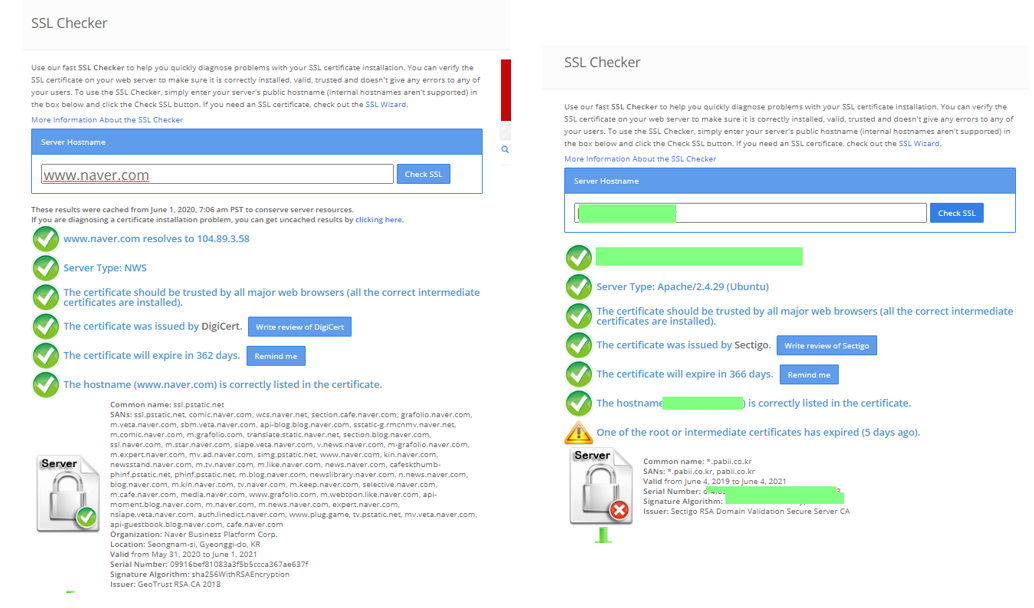 SSL Checker
Use our fast SSL Checker to help you quickly diagnose problems with your SSL certificate installation. You can verify the
SSL certificate on your web server to make sure it is correctly installed, valid, trusted and doesn't give any errors to any of
your users. To use the SSL Checker, simply enter your server's public hostname (internal hostnames aren't supported) in
the box below and click the Check SSL button. If you need an SSL certificate, check out the SSL Wizard.
More Information About the SSL Checker
Server Hostname
www.naver.com Check SSL
These results were cached from June 1, 2020, 7:06 am PST to conserve server resources.
If you are diagnosing a certificate installation problem, you can get uncached results by clicking here.
www.naver.com resolves to 104.89.3.58
Server Type: NWS
The certificate should be trusted by all major web browsers (all the correct intermediate
certificates are installed).
The certificate was issued by DigiCert. Write review of DigiCert
The certificate will expire in 362 days. Remind me
The hostname (www.naver.com) is correctly listed in the certificate.
Server
Common name: ssl.pstatic.net
SANs: ssl.pstatic.net, comic.naver.com, wcs.naver.net, section.cafe.naver.com, grafolio.naver.com,
m.veta.naver.com, sbm.veta.naver.com, api-blog.blog.naver.com, sstatic-g.rmcnmv.naver.net,
m.comic.naver.com, m.grafolio.com, translate.static.naver.net, section.blog.naver.com,
ssl.naver.com, m.star.naver.com, siape.veta.naver.com, v.news.naver.com, m-grafolio.naver.com,
m.expert.naver.com, mv.ad.naver.com, simg.pstatic.net, www.naver.com, kin.naver.com,
newsstand.naver.com, m.tv.naver.com, m.like.naver.com, news.naver.com, cafeskthumb-
phinf.pstatic.net, phinf.pstatic.net, m.blog.naver.com, newslibrary.naver.com, n.news.naver.com,
blog.naver.com, m.kin.naver.com, tv.naver.com, m.keep.naver.com, selective.naver.com,
m.cafe.naver.com, media.naver.com, www.grafolio.com, m.webtoon.like.naver.com, api-
moment.blog.naver.com, m.naver.com, m.news.naver.com, expert.naver.com,
nsiape.veta.naver.com, auth.linedict.naver.com, www.plug.game, tv.pstatic.net, mv.veta.naver.com,
api-guestbook.blog.naver.com, cafe.naver.com
Organization: Naver Business Platform Corp.
Location: Seongnam-si, Gyeonggi-do, KR
Valid from May 31, 2020 to June 1, 2021
Serial Number: 09916bef81083a3f5b5ccca367ae637f
Signature Algorithm: sha256WithRSAEncryption
Issuer: GeoTrust RSA CA 2018
SSL Checker
Use our fast SSL Checker to help you quickly diagnose problems with your SSL certificate installation. You can verify the
SSL certificate on your web server to make sure it is correctly installed, valid, trusted and doesn't give any errors to any of
your users. To use the SSL Checker, simply enter your server's public hostname (internal hostnames aren't supported) in
the box below and click the Check SSL button. If you need an SSL certificate, check out the SSL Wizard.
More Information About the SSL Checker
Server Hostname
Check SSL
Server Type: Apache/2.4.29 (Ubuntu)
The certificate should be trusted by all major web browsers (all the correct intermediate
certificates are installed).
The certificate was issued by Sectigo. Write review of Sectigo
The certificate will expire in 366 days. Remind me
The hostname ) is correctly listed in the certificate.
One of the root or intermediate certificates has expired (5 days ago).
Server
Common name: *.pabii.co.kr
SANs: *.pabii.co.kr, pabii.co.kr
Valid from June 4, 2019 to June 4, 2021
Serial Number:
Signature Algorithm:
Issuer: Sectigo RSA Domain Validation Secure Server CA